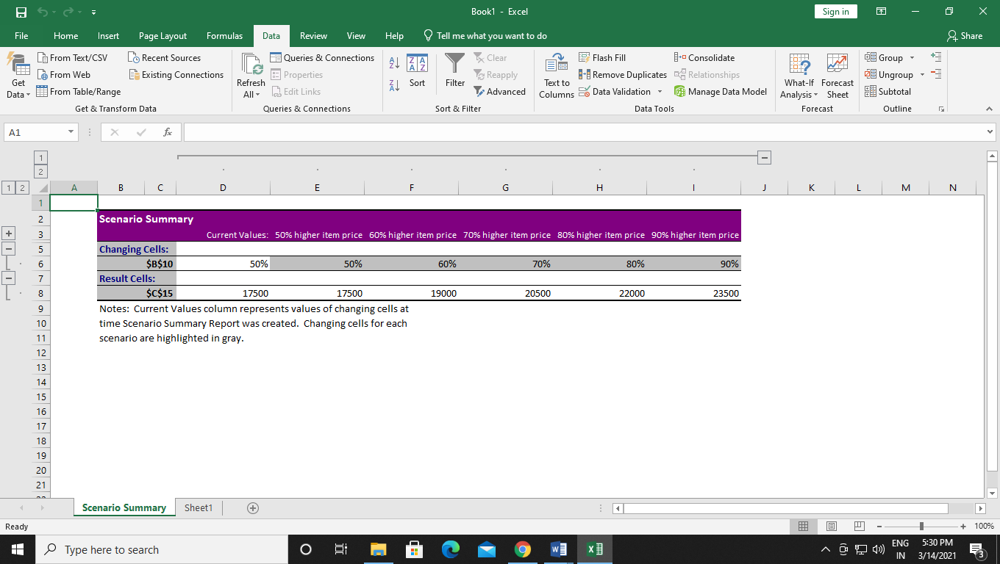 Book1 - Excel
Sign in
File Home Insert Page Layout Formulas Data Review View Help Tell me what you want to do Share
Get Data
From Text/CSV
From Web
From Table/Range
Recent Sources
Existing Connections
Get & Transform Data
Refresh All
Queries & Connections
Properties
Edit Links
Queries & Connections
Sort
Filter
Clear
Reapply
Advanced
Sort & Filter
Text to Columns
Flash Fill
Remove Duplicates
Data Validation
Consolidate
Relationships
Manage Data Model
Data Tools
What-If Analysis
Forecast Sheet
Forecast
Group
Ungroup
Subtotal
Outline
A1 fx
1
2
1 2 A B C D E F G H I J K L M N
1
2 Scenario Summary
3 Current Values: 50% higher item price 60% higher item price 70% higher item price 80% higher item price 90% higher item price
5 Changing Cells:
6 $B$10 50% 50% 60% 70% 80% 90%
7 Result Cells:
8 $C$15 17500 17500 19000 20500 22000 23500
9 Notes: Current Values column represents values of changing cells at
10 time Scenario Summary Report was created. Changing cells for each
11 scenario are highlighted in gray.
12
13
14
15
16
17
18
19
20
21
Scenario Summary Sheet1
Ready 100%
Type here to search
ENG
IN
5:30 PM
3/14/2021
3